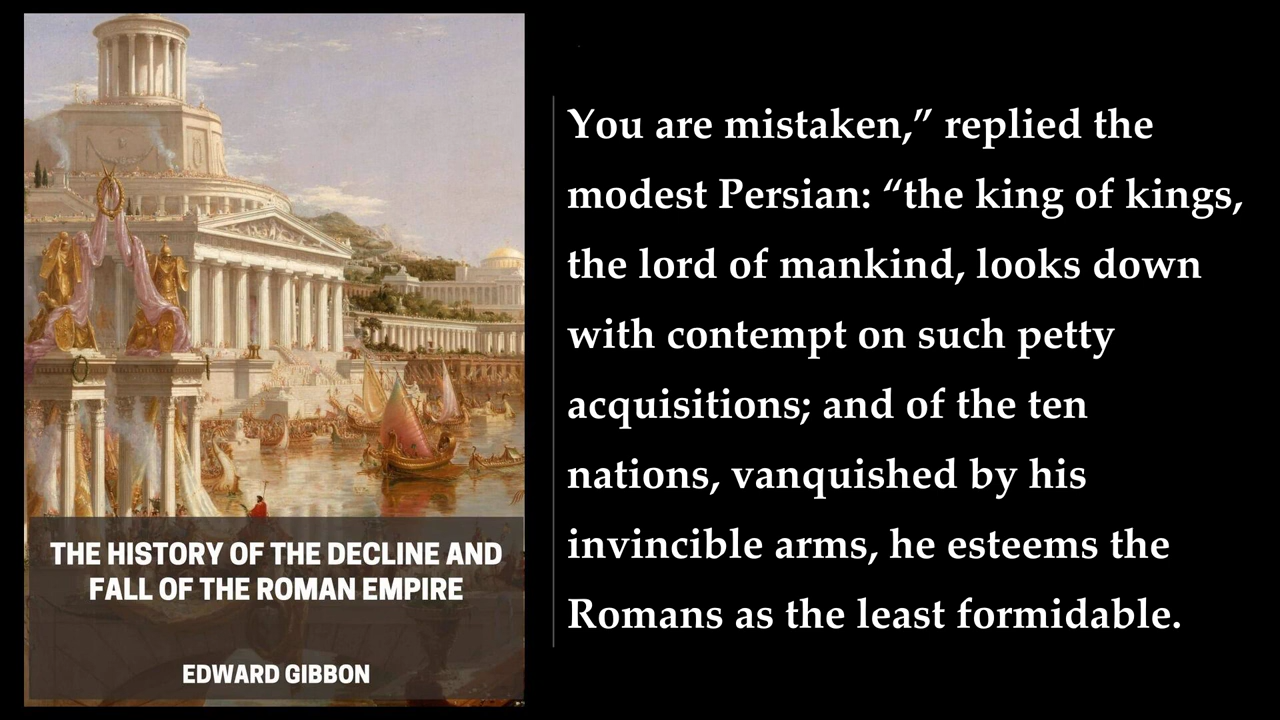 THE HISTORY OF THE DECLINE AND
FALL OF THE ROMAN EMPIRE
EDWARD GIBBON
You are mistaken,” replied the
modest Persian: “the king of kings,
the lord of mankind, looks down
with contempt on such petty
acquisitions; and of the ten
nations, vanquished by his
invincible arms, he esteems the
Romans as the least formidable.